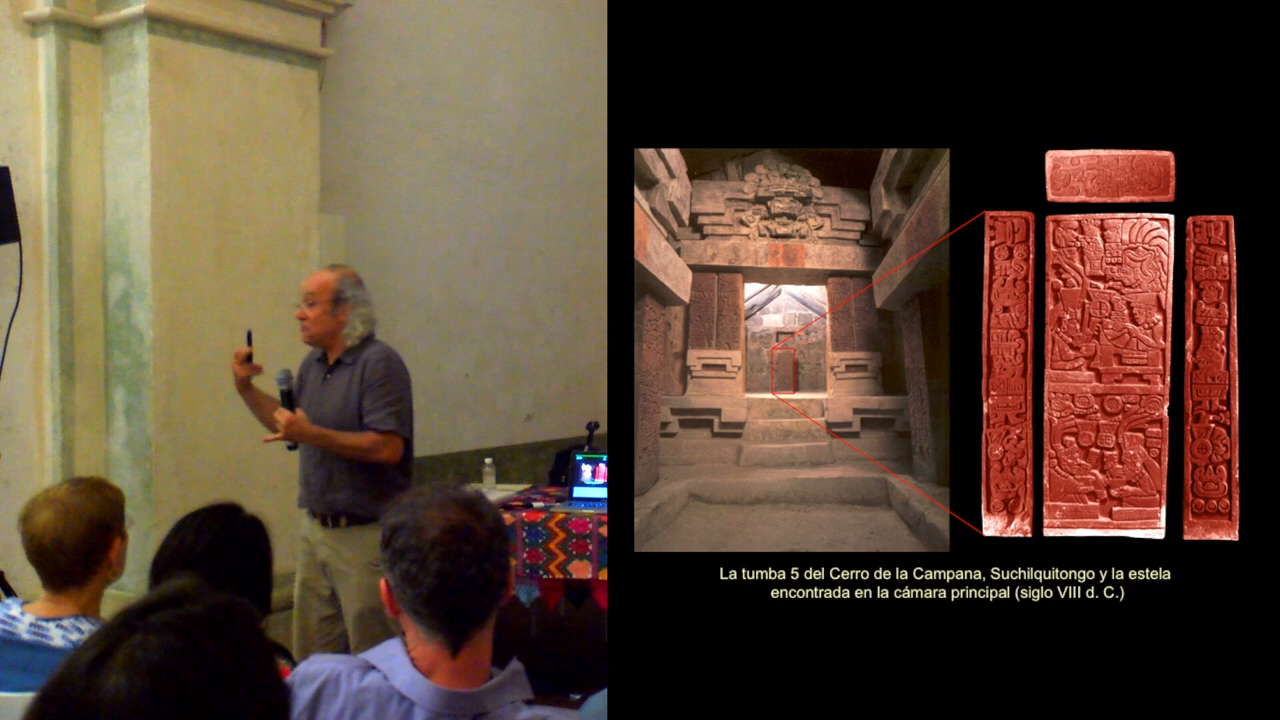 La tumba 5 del Cerro de la Campana, Suchilquitongo y la estela
encontrada en la cámara principal (siglo VIII d. C.)